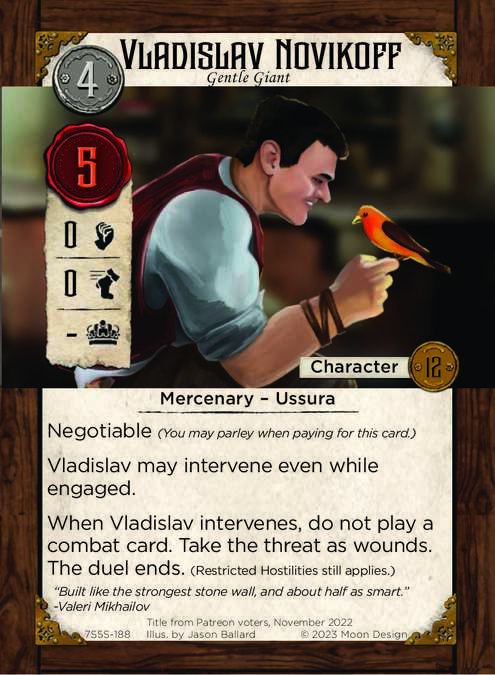 4
Vladislav Novikoff
Gentle Giant
5
0
0
-
Character
12
Mercenary – Ussura
Negotiable (You may parley when paying for this card.)
Vladislav may intervene even while
engaged.
When Vladislav intervenes, do not play a
combat card. Take the threat as wounds.
The duel ends. (Restricted Hostilities still applies.)
“Built like the strongest stone wall, and about half as smart.”
-Valeri Mikhailov
Title from Patreon voters, November 2022
7S5S-188 Illus. by Jason Ballard © 2023 Moon Design